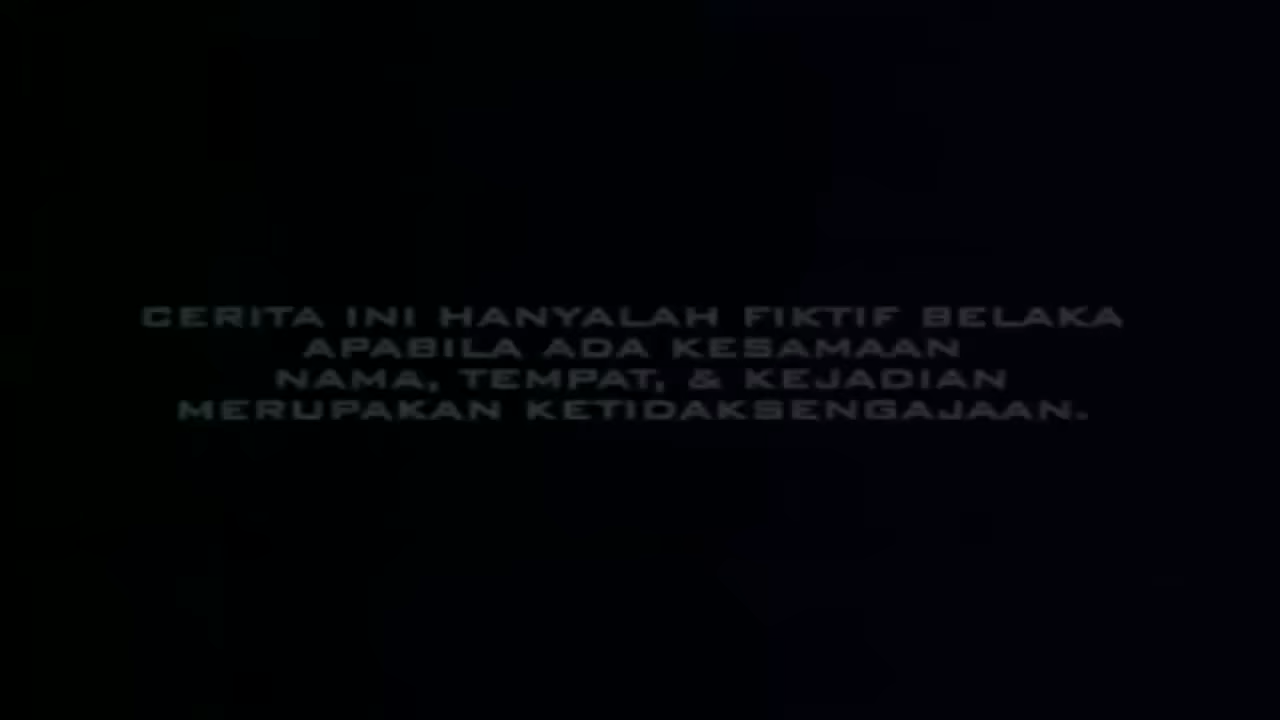 CERITA INI HANYALAH FIKTIF BELAKA
APABILA ADA KESAMAAN
NAMA, TEMPAT, & KEJADIAN
MERUPAKAN KETIDAKSENGAJAAN.